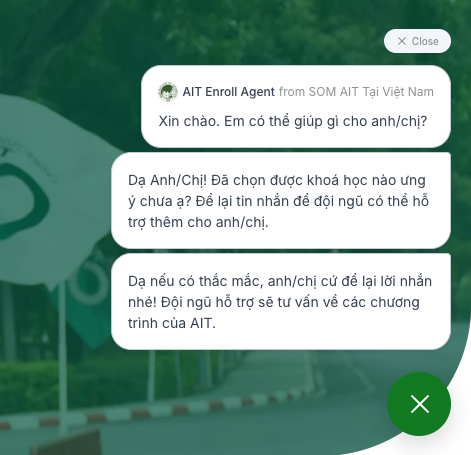 Close
AIT Enroll Agent from SOM AIT Tại Việt Nam
Xin chào. Em có thể giúp gì cho anh/chị?
Dạ Anh/Chị! Đã chọn được khoá học nào ưng
ý chưa ạ? Để lại tin nhắn để đội ngũ có thể hỗ
trợ thêm cho anh/chị.
Dạ nếu có thắc mắc, anh/chị cứ để lại lời nhắn
nhé! Đội ngũ hỗ trợ sẽ tư vấn về các chương
trình của AIT.